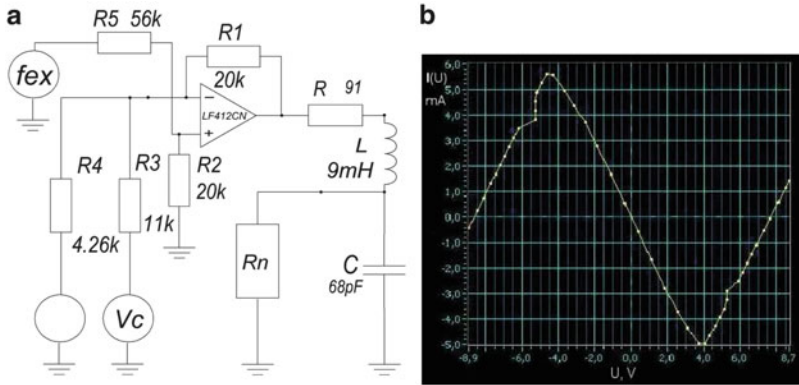 a
R5 56k
fex
R1
20k
−
+
LF412CN
R 91
L
9mH
R4
4.26k
R3
11k
R2
20k
Rn
C
68pF
Vc
b
I(U)
mA
6,0
5,0
4,0
3,0
2,0
1,0
0,0
-1,0
-2,0
-3,0
-4,0
-5,0
-8,9 -6,0 -4,0 -2,0 0,0 2,0 4,0 6,0 8,7
U, V